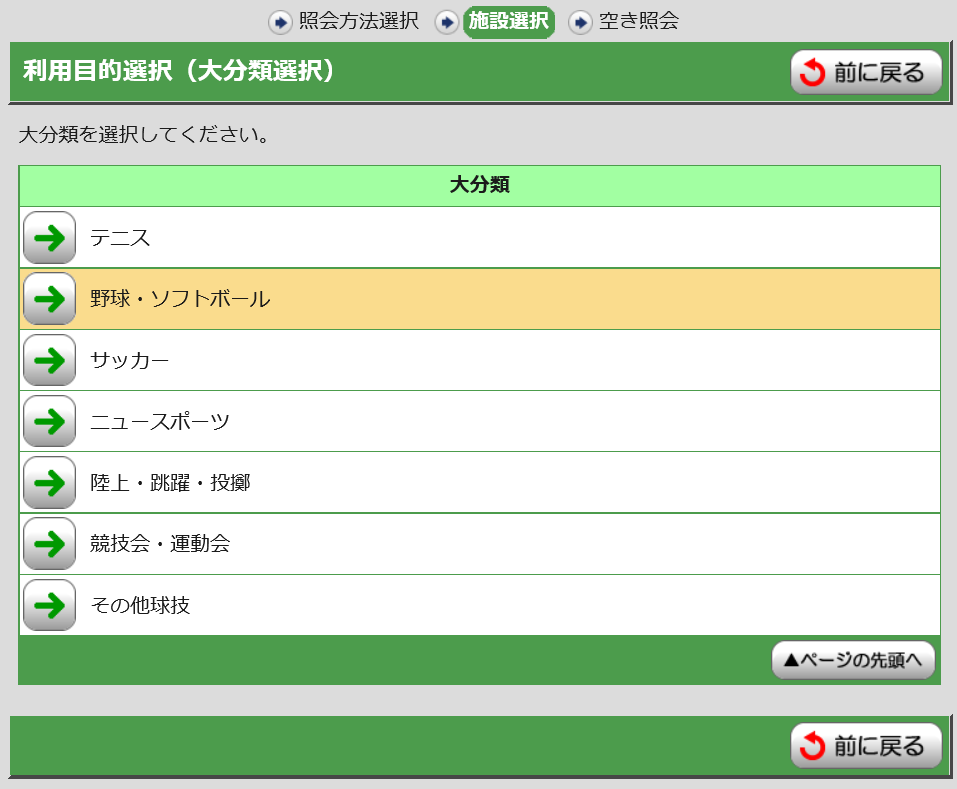 照会方法選択 施設選択 空き照会
利用目的選択（大分類選択） 前に戻る
大分類を選択してください。
大分類
テニス
野球・ソフトボール
サッカー
ニュースポーツ
陸上・跳躍・投擲
競技会・運動会
その他球技
▲ページの先頭へ
前に戻る